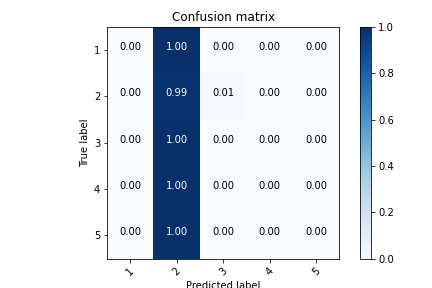 Confusion matrix
1.0
1 0.00 1.00 0.00 0.00 0.00
0.8
2 0.00 0.99 0.01 0.00 0.00
0.6
True label
3 0.00 1.00 0.00 0.00 0.00
0.4
4 0.00 1.00 0.00 0.00 0.00
0.2
5 0.00 1.00 0.00 0.00 0.00
0.0
1 2 3 4 5
Predicted label